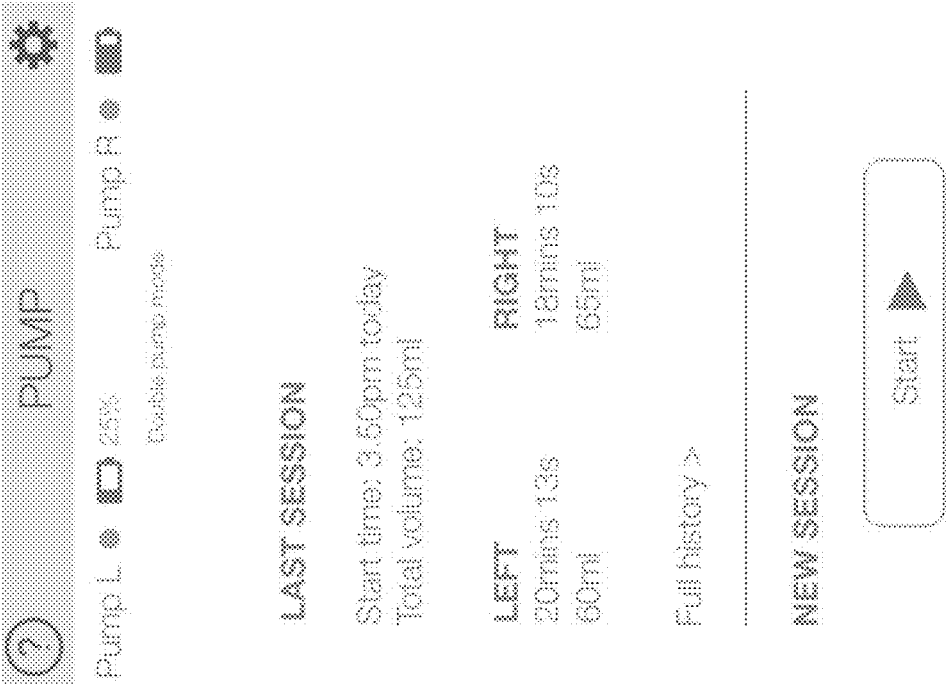 ? PUMP
Pump L 25% Pump R
Double pump mode
LAST SESSION
Start time: 3.50pm today
Total volume: 125ml
LEFT RIGHT
20mins 13s 18mins 10s
60ml 65ml
Full history >
NEW SESSION
Start